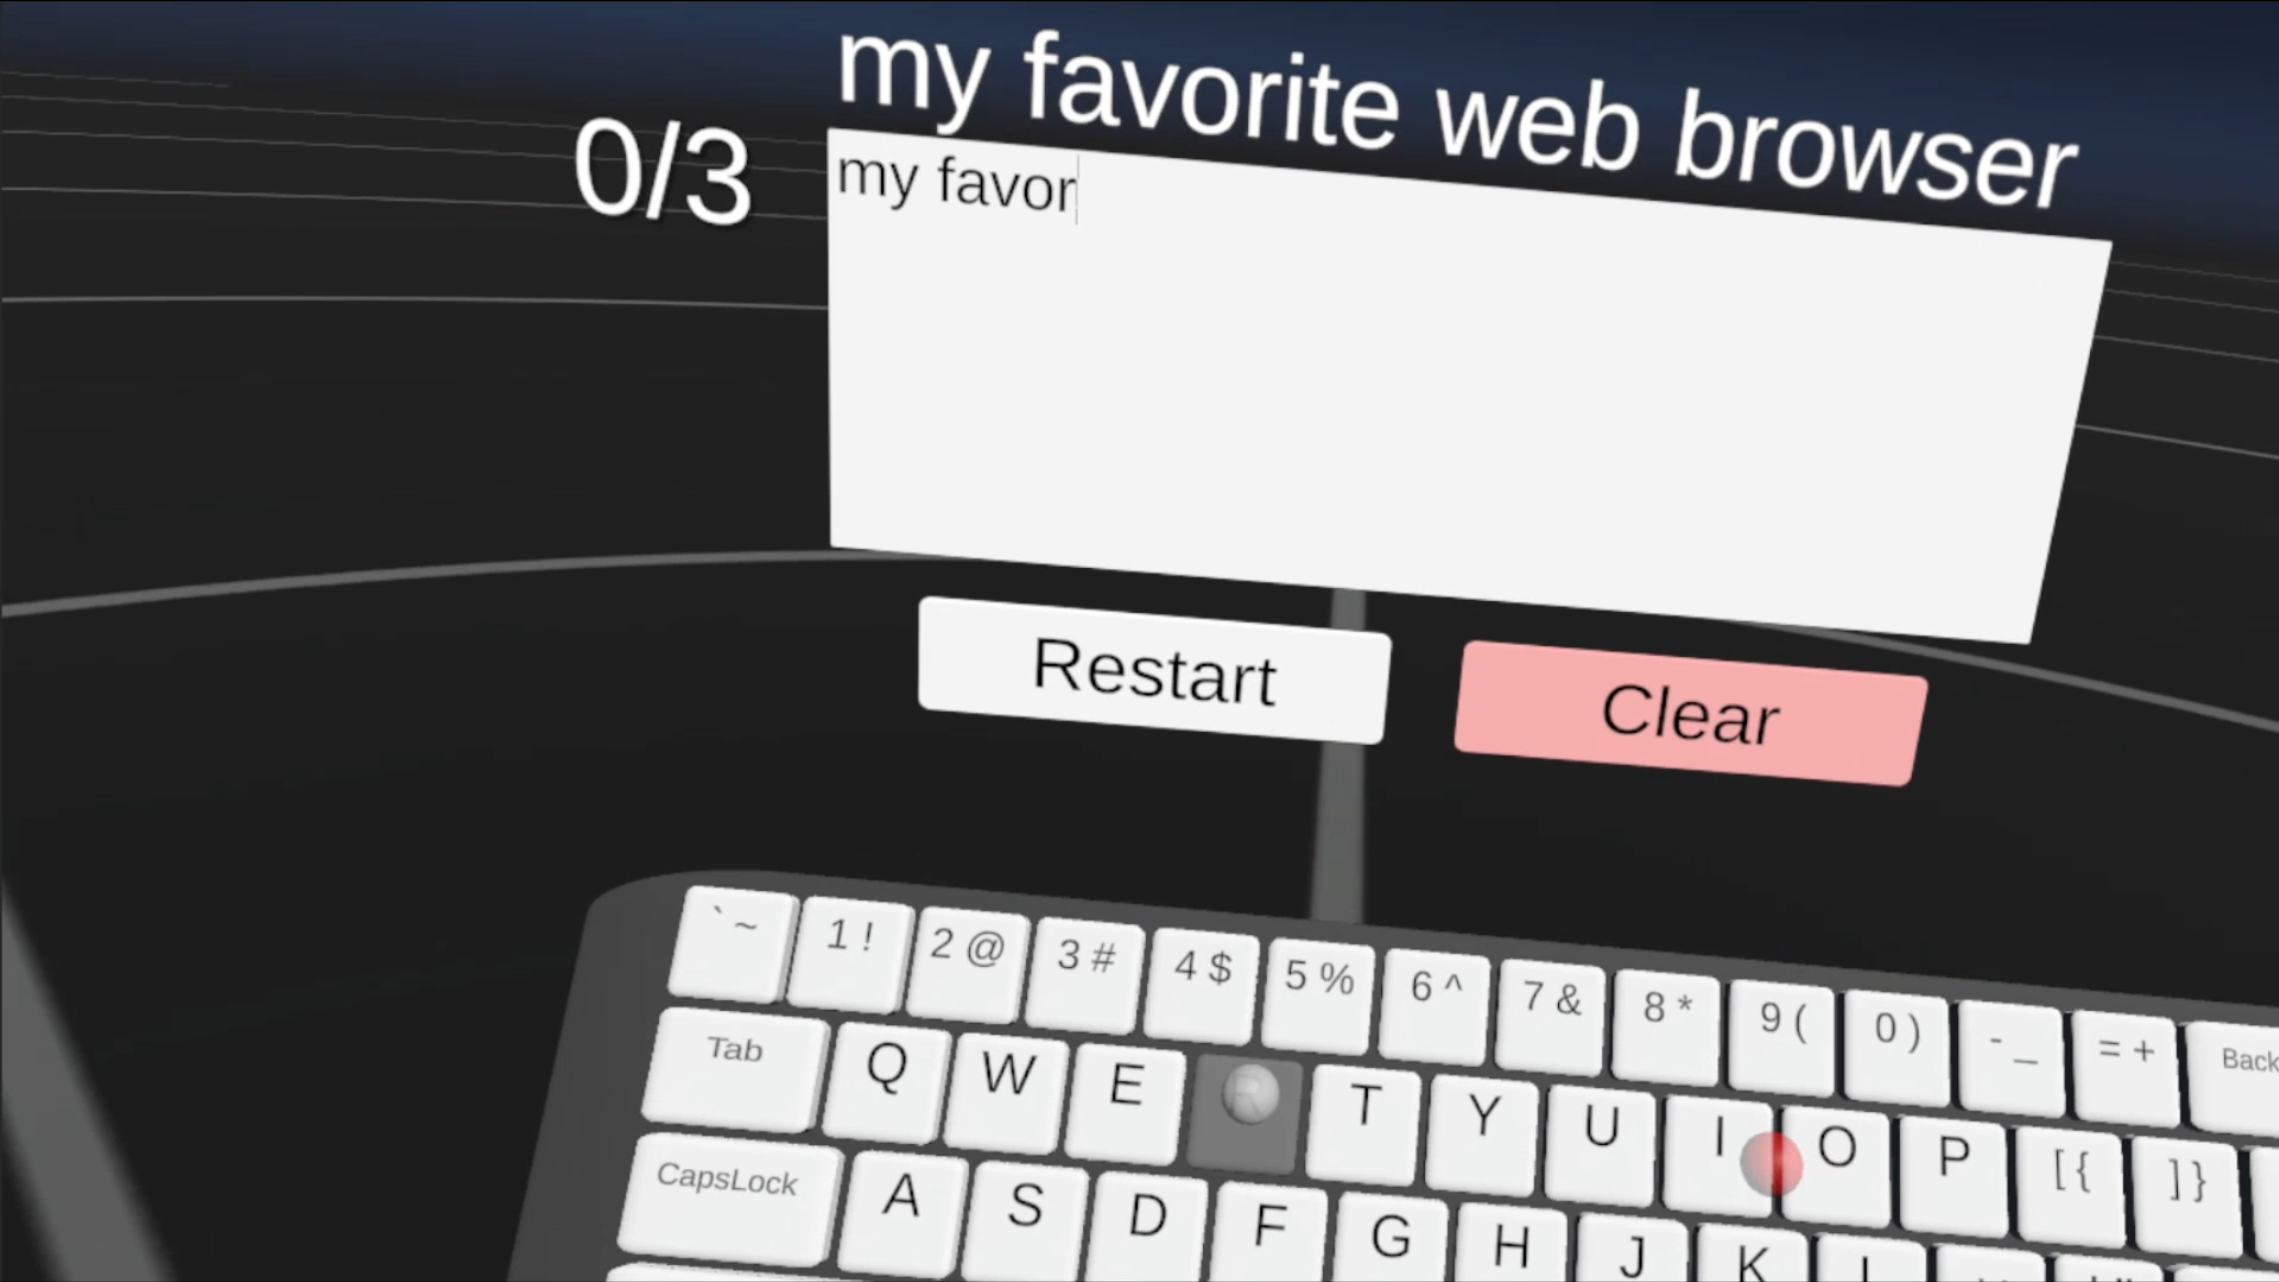 my favorite web browser
0/3
my favor
Restart
Clear
` ~ 1 ! 2 @ 3 # 4 $ 5 % 6 ^ 7 & 8 * 9 ( 0 ) - _ = + Back
Tab Q W E R T Y U I O P [ { ] }
CapsLock A S D F G H J K L